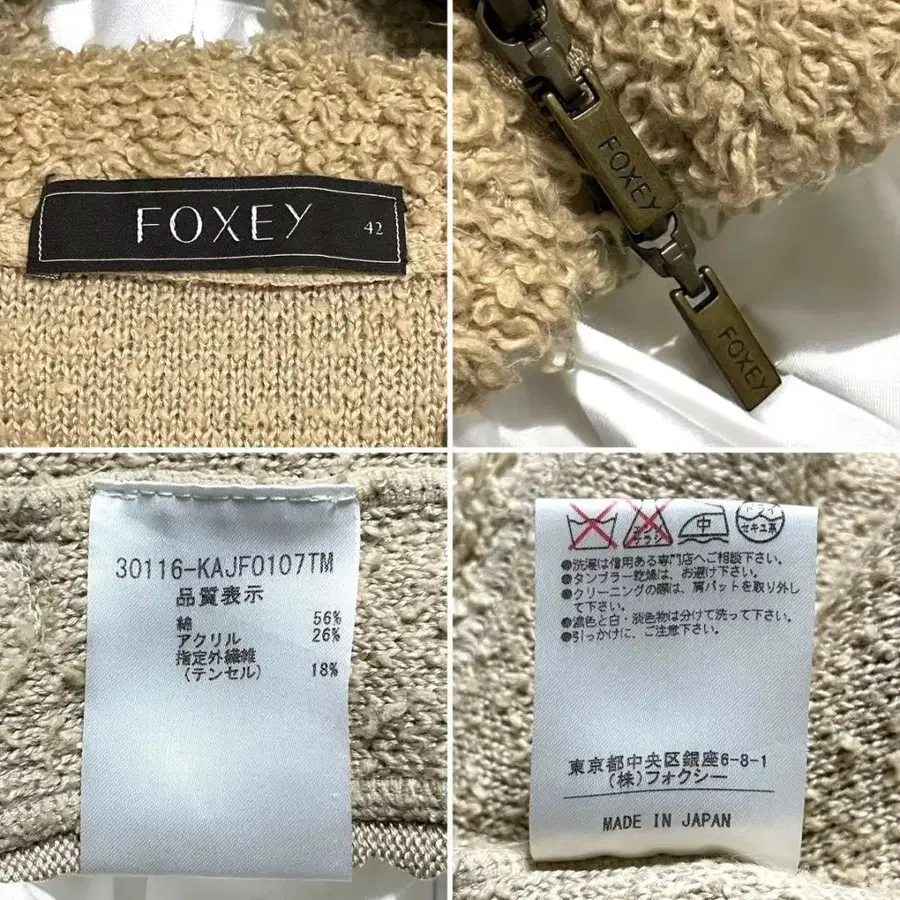 FOXEY 42
FOXEY
FOXEY
30116-KAJF0107TM
品質表示
綿 56%
アクリル 26%
指定外繊維
(テンセル) 18%
エンソ
サラシ
中
ドライ
セキユ系
●洗濯は信用ある専門店へご相談下さい。
●タンブラー乾燥は、お避け下さい。
●クリーニングの際は、肩パットを取り外し
て下さい。
●濃色と白・淡色物は分けて洗って下さい。
●引っかけに、ご注意下さい。
東京都中央区銀座6-8-1
(株)フォクシー
MADE IN JAPAN